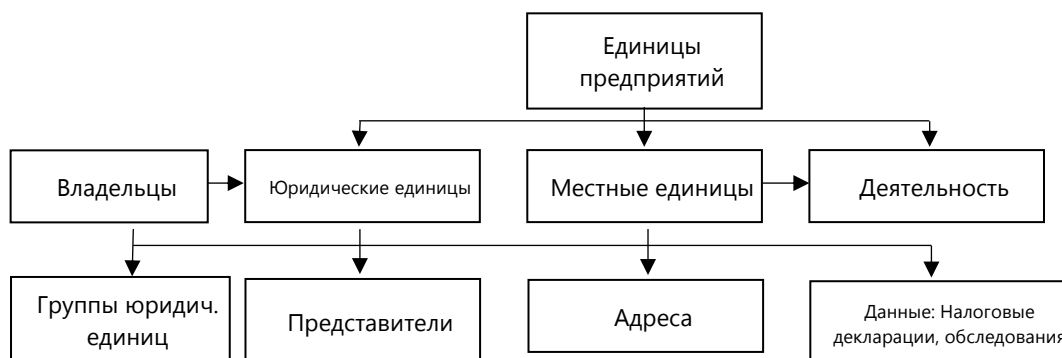 Единицы
предприятий
Владельцы
Юридические единицы
Местные единицы
Деятельность
Группы юридич.
единиц
Представители
Адреса
Данные: Налоговые
декларации, обследования